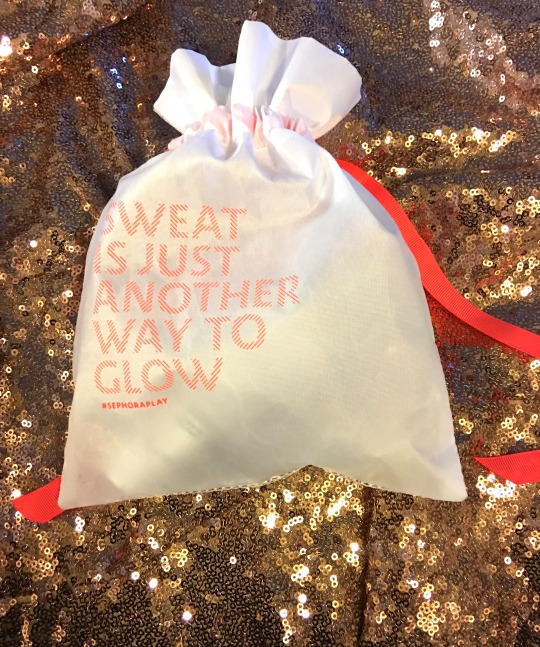 SWEAT
IS JUST
ANOTHER
WAY TO
GLOW
#SEPHORAPLAY